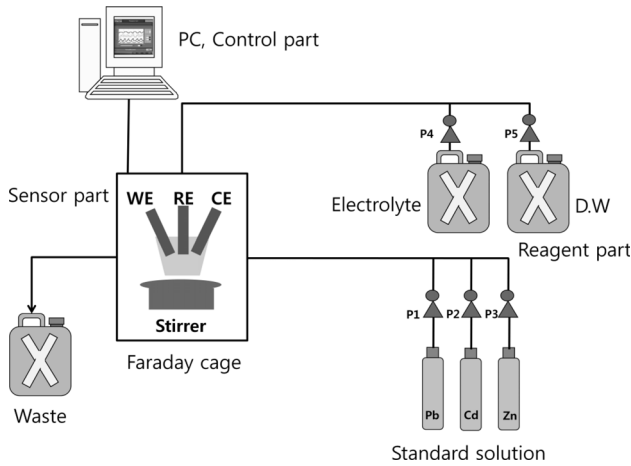 PC, Control part
P4
P5
Sensor part
WE RE CE
Electrolyte
D.W
Reagent part
Stirrer
P1
P2
P3
Faraday cage
Waste
Pb
Cd
Zn
Standard solution